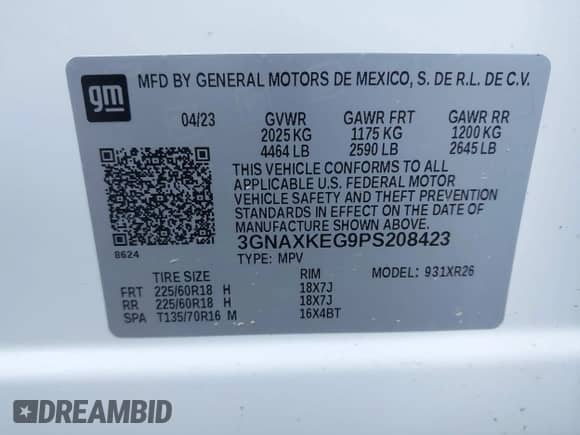 gm
MFD BY GENERAL MOTORS DE MEXICO, S. DE R.L. DE C.V.
04/23 GVWR GAWR FRT GAWR RR
2025 KG 1175 KG 1200 KG
4464 LB 2590 LB 2645 LB
THIS VEHICLE CONFORMS TO ALL
APPLICABLE U.S. FEDERAL MOTOR
VEHICLE SAFETY AND THEFT PREVENTION
STANDARDS IN EFFECT ON THE DATE
OF MANUFACTURE SHOWN ABOVE.
3GNAXKEG9PS208423
8624
TYPE: MPV MODEL: 931XR26
TIRE SIZE RIM
FRT 225/60R18 H 18X7J
RR 225/60R18 H 18X7J
SPA T135/70R16 M 16X4BT
DREAMBID